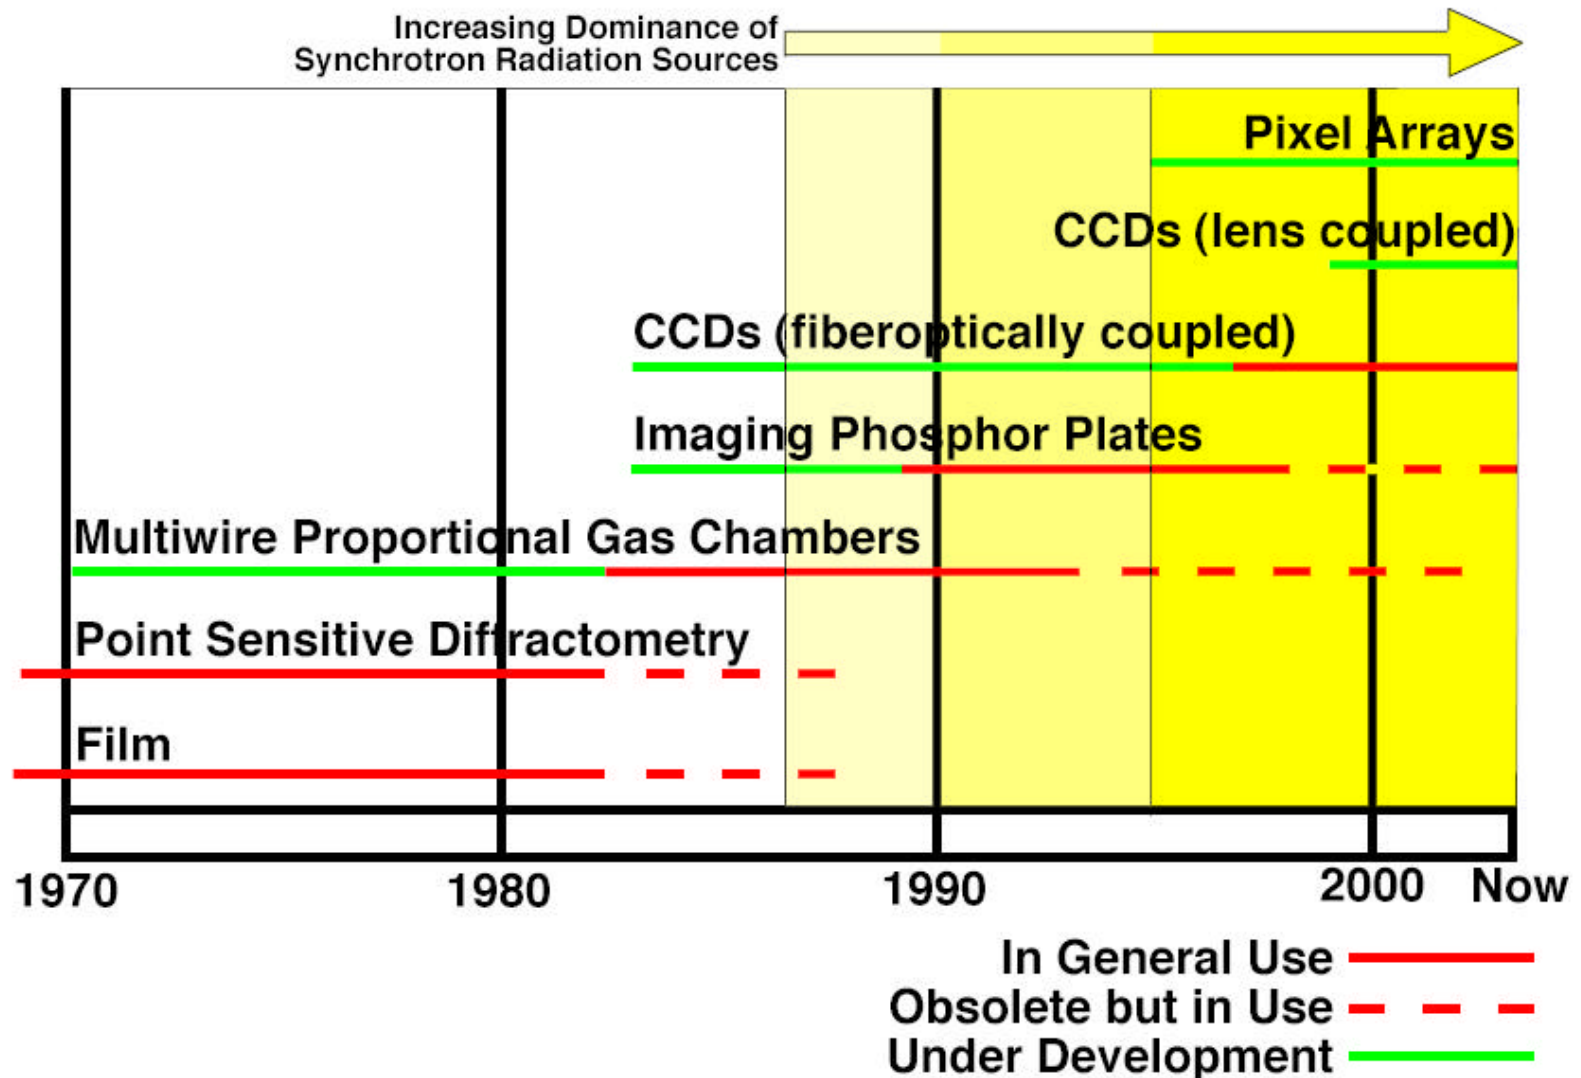 Increasing Dominance of
Synchrotron Radiation Sources
Pixel Arrays
CCDs (lens coupled)
CCDs (fiberoptically coupled)
Imaging Phosphor Plates
Multiwire Proportional Gas Chambers
Point Sensitive Diffractometry
Film
1970 1980 1990 2000 Now
In General Use
Obsolete but in Use
Under Development